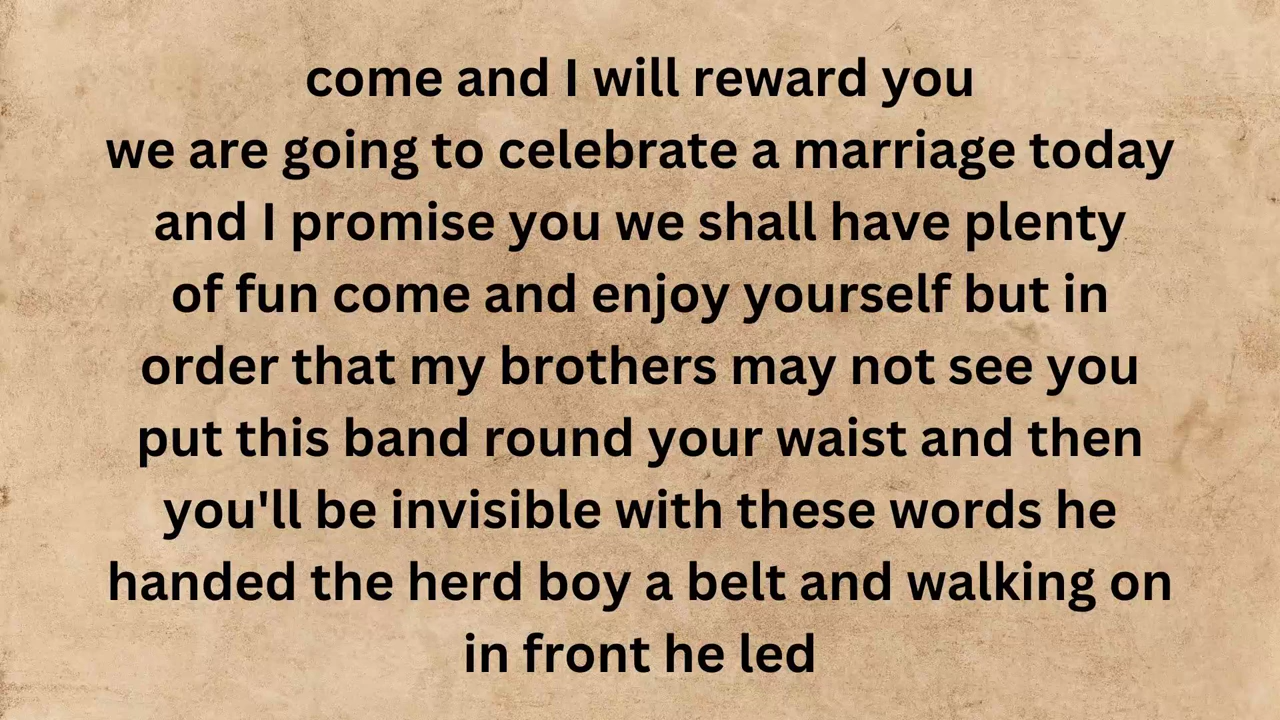 come and I will reward you
we are going to celebrate a marriage today
and I promise you we shall have plenty
of fun come and enjoy yourself but in
order that my brothers may not see you
put this band round your waist and then
you'll be invisible with these words he
handed the herd boy a belt and walking on
in front he led